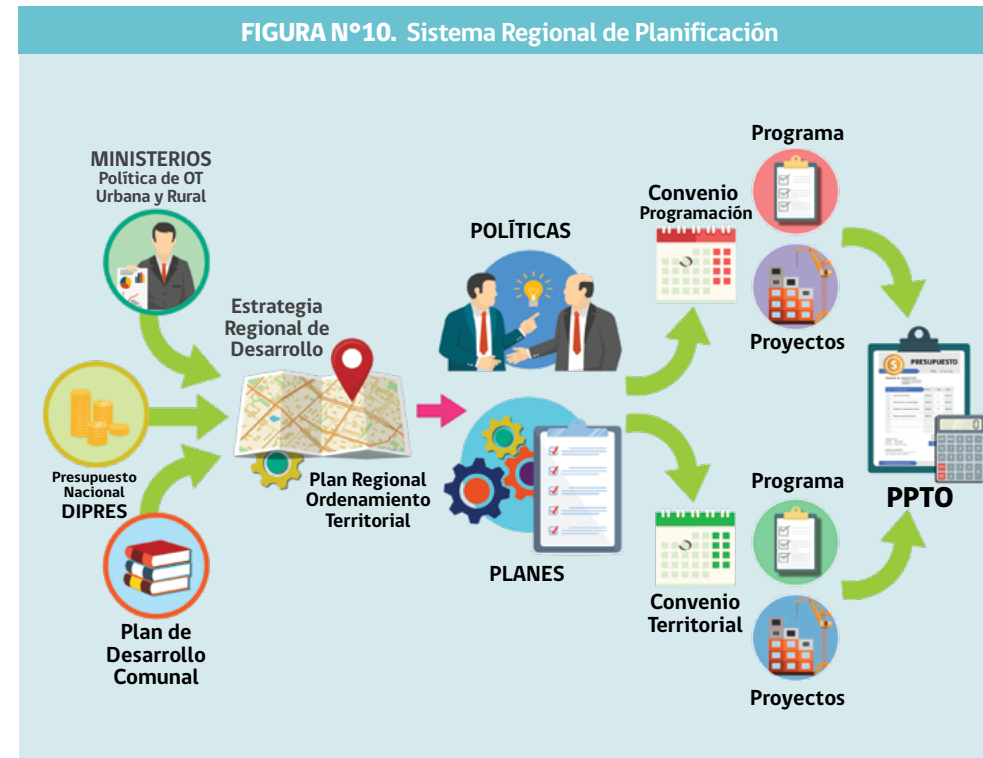 FIGURA N°10. Sistema Regional de Planificación
MINISTERIOS
Política de OT
Urbana y Rural
Presupuesto
Nacional
DIPRES
Plan de
Desarrollo
Comunal
Estrategia
Regional de
Desarrollo
Plan Regional
Ordenamiento
Territorial
POLÍTICAS
PLANES
Convenio
Programación
Programa
Proyectos
Convenio
Territorial
Programa
Proyectos
PRESUPUESTO
0
PPTO